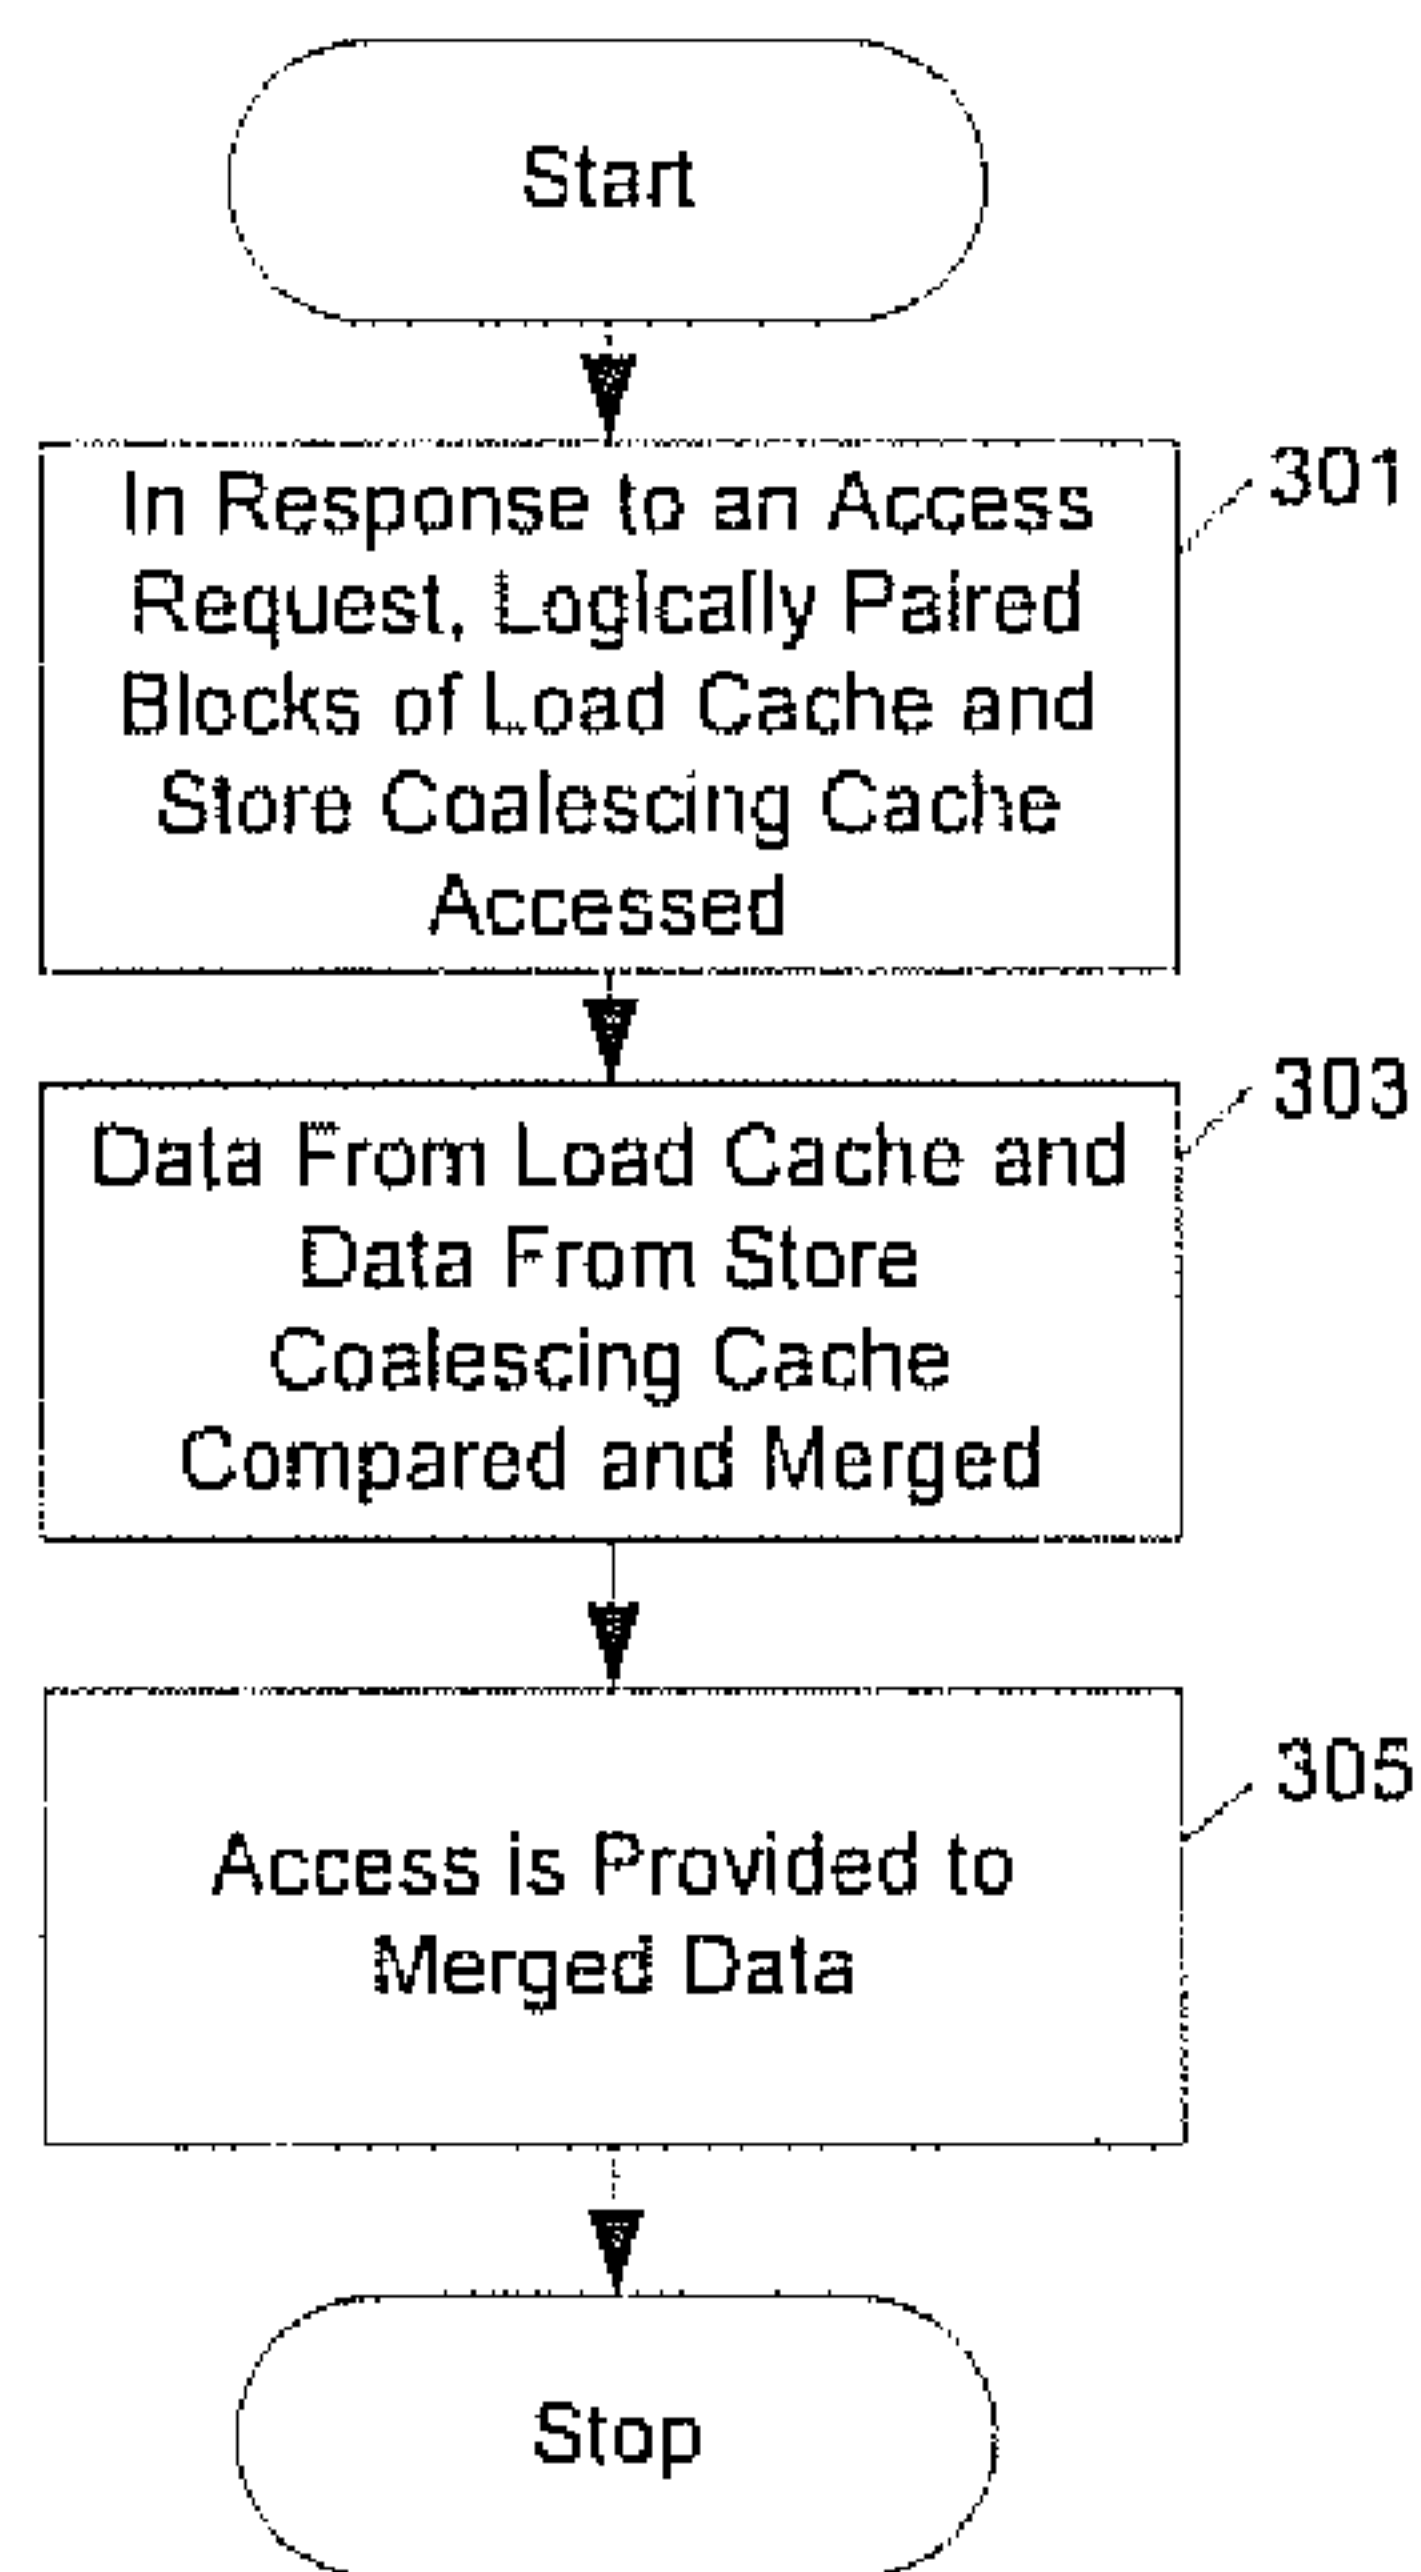 Start
In Response to an Access
Request, Logically Paired
Blocks of Load Cache and
Store Coalescing Cache
Accessed
301
Data From Load Cache and
Data From Store
Coalescing Cache
Compared and Merged
303
Access is Provided to
Merged Data
305
Stop